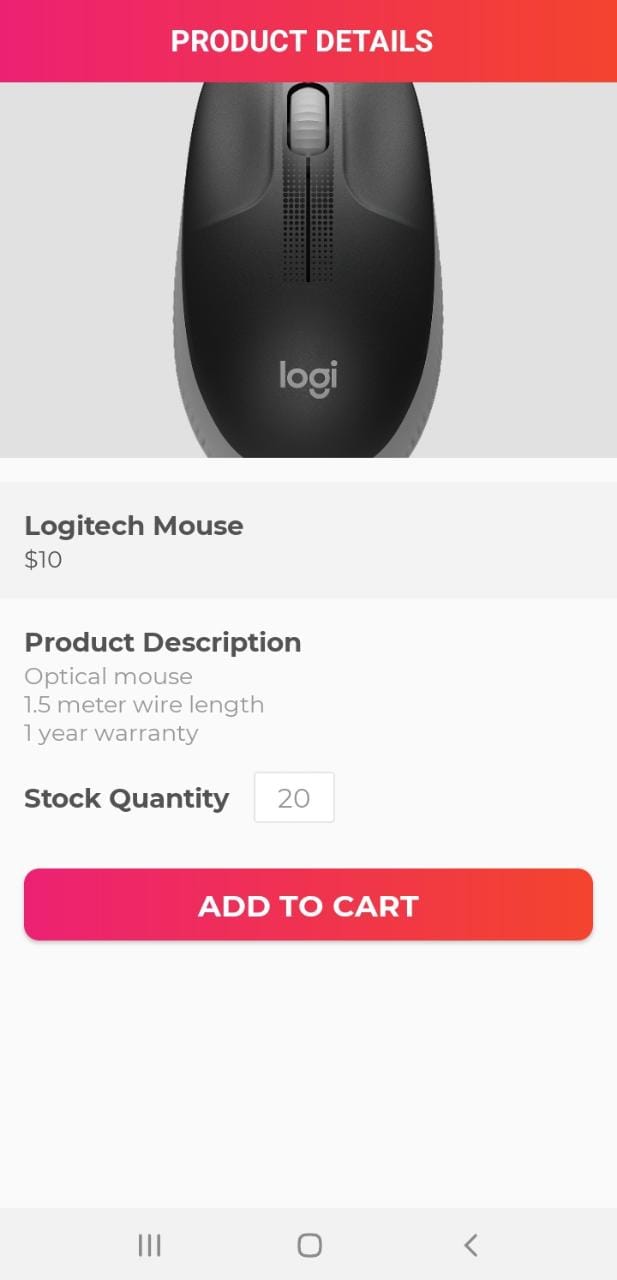 PRODUCT DETAILS
logi
Logitech Mouse
$10
Product Description
Optical mouse
1.5 meter wire length
1 year warranty
Stock Quantity 20
ADD TO CART